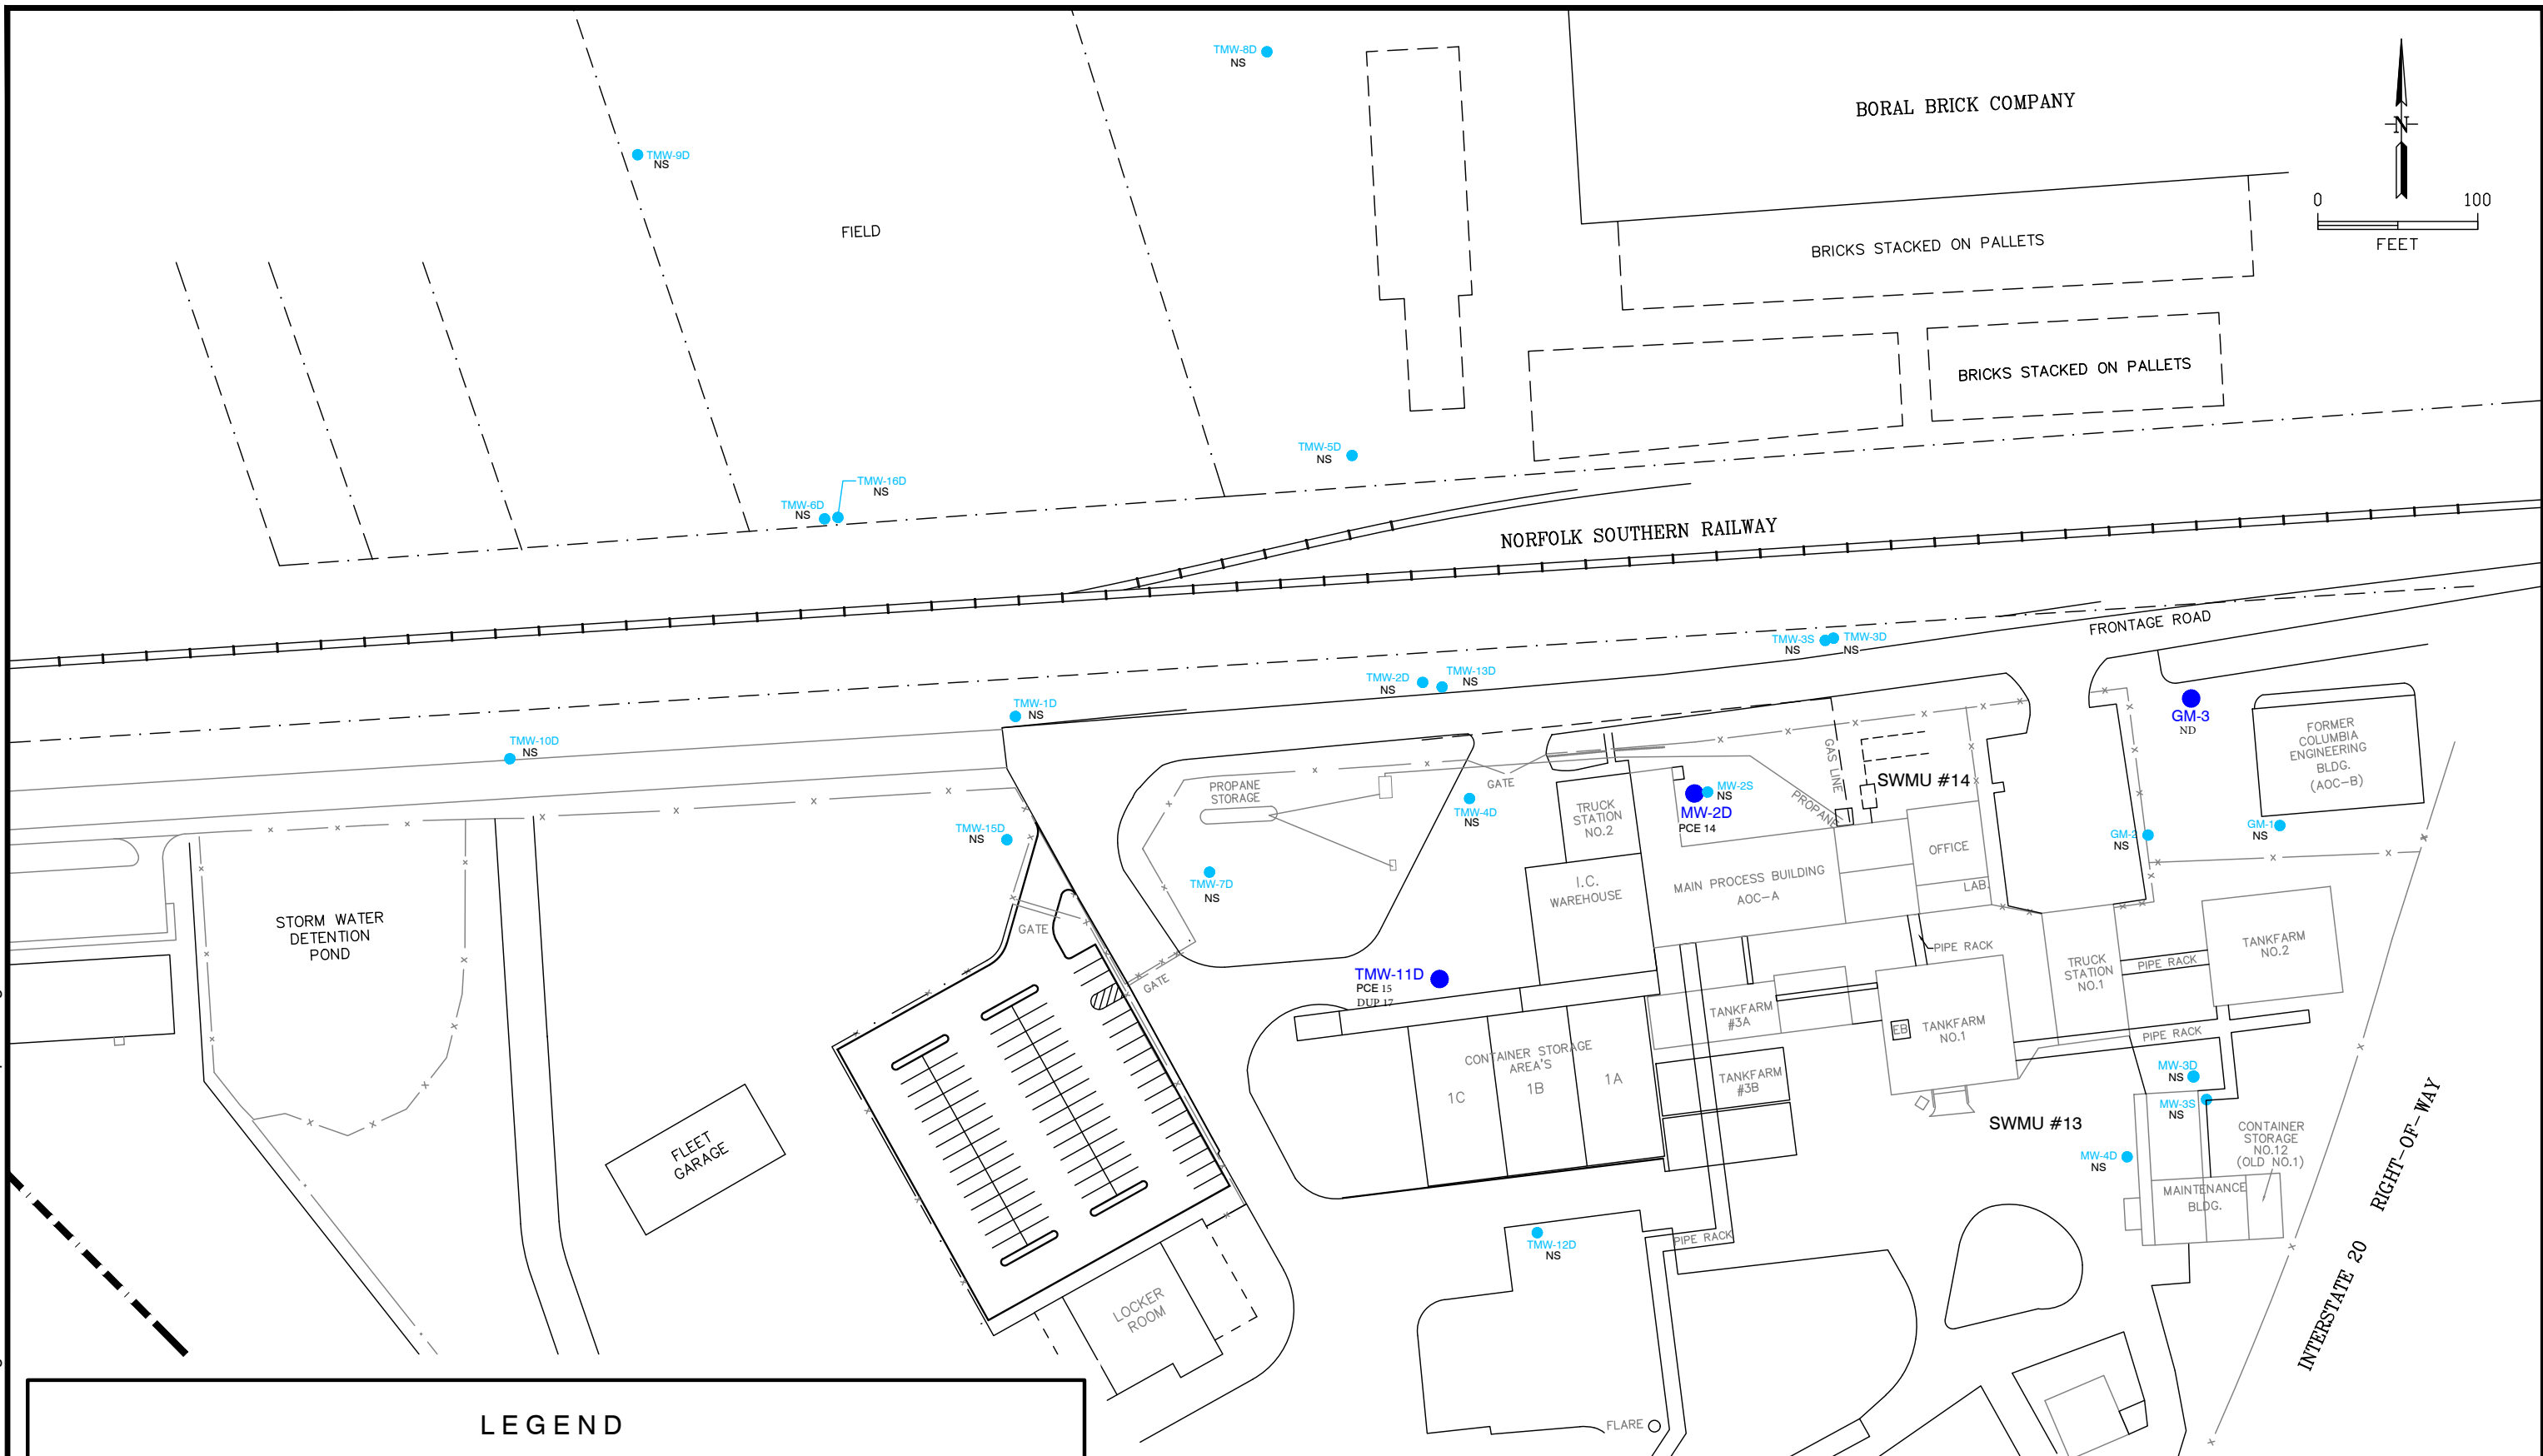 TMW-8D
NS
BORAL BRICK COMPANY
N
TMW-9D
NS
0 100
FEET
FIELD
BRICKS STACKED ON PALLETS
BRICKS STACKED ON PALLETS
TMW-5D
NS
TMW-16D
NS
TMW-6D
NS
NORFOLK SOUTHERN RAILWAY
FRONTAGE ROAD
TMW-3S
NS
TMW-3D
NS
TMW-2D
NS
TMW-13D
NS
TMW-1D
NS
TMW-10D
NS
GM-3
ND
FORMER
COLUMBIA
ENGINEERING
BLDG.
(AOC-B)
GAS LINE
SWMU #14
PROPANE
STORAGE
GATE
TRUCK
STATION
NO.2
MW-2S
NS
MW-2D
PCE 14
PROPANE
TMW-4D
NS
TMW-15D
NS
GM-2
NS
GM-1
NS
OFFICE
LAB.
TMW-7D
NS
I.C.
WAREHOUSE
MAIN PROCESS BUILDING
AOC-A
STORM WATER
DETENTION
POND
GATE
GATE
PIPE RACK
TRUCK
STATION
NO.1
PIPE RACK
TANKFARM
NO.2
TMW-11D
PCE 15
DUP 17
TANKFARM
#3A
EB
TANKFARM
NO.1
PIPE RACK
CONTAINER STORAGE
AREA'S
1C
1B
1A
TANKFARM
#3B
MW-3D
NS
MW-3S
NS
SWMU #13
CONTAINER
STORAGE
NO.12
(OLD NO.1)
MW-4D
NS
MAINTENANCE
BLDG.
FLEET
GARAGE
INTERSTATE 20 RIGHT-OF-WAY
TMW-12D
NS
PIPE RACK
LOCKER
ROOM
FLARE
LEGEND